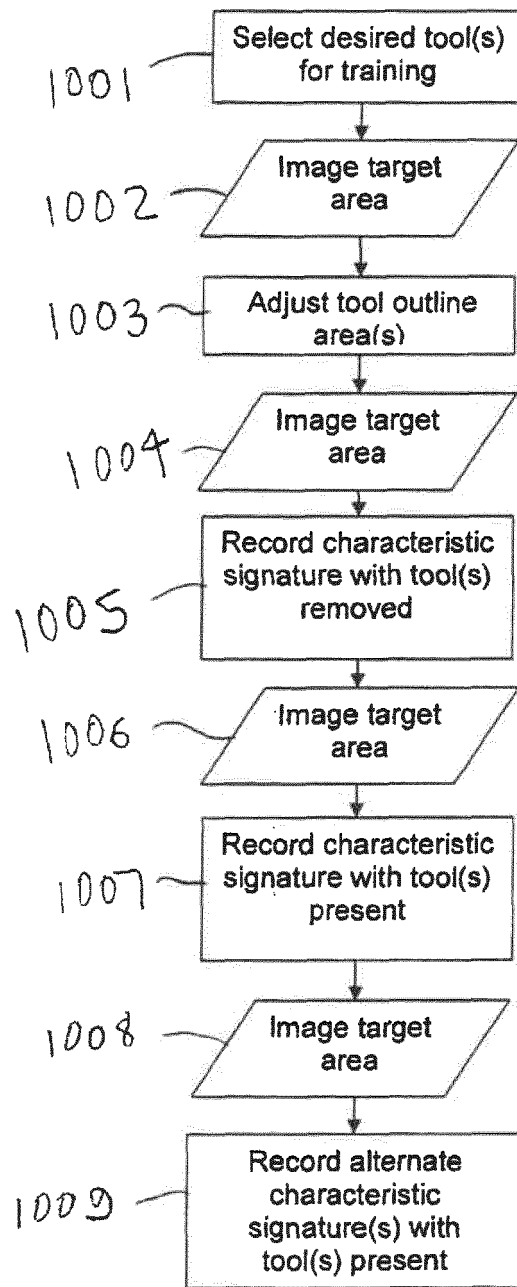 Select desired tool(s)
for training
1001
Image target
area
1002
Adjust tool outline
area(s)
1003
Image target
area
1004
Record characteristic
signature with tool(s)
removed
1005
Image target
area
1006
Record characteristic
signature with tool(s)
present
1007
Image target
area
1008
Record alternate
characteristic
signature(s) with
tool(s) present
1009